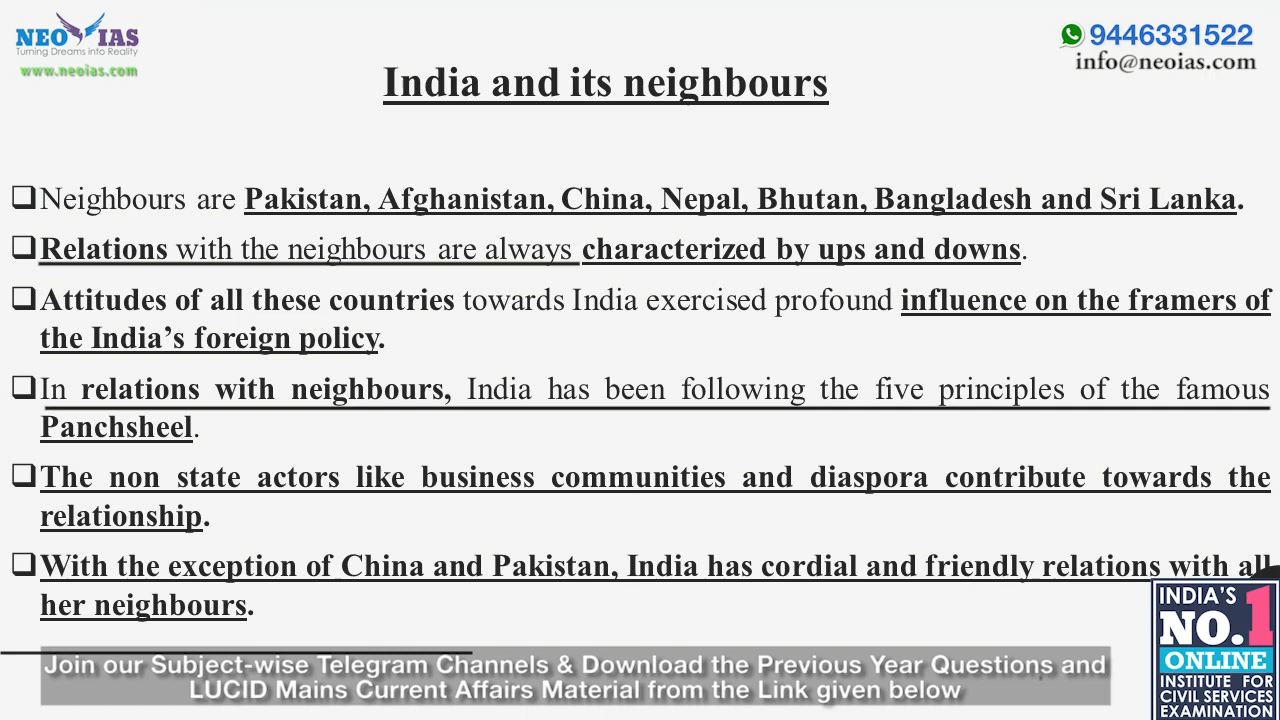 NEO IAS
Turning Dreams into Reality
www.neoias.com
9446331522
info@neoias.com
India and its neighbours
❑Neighbours are Pakistan, Afghanistan, China, Nepal, Bhutan, Bangladesh and Sri Lanka.
❑Relations with the neighbours are always characterized by ups and downs.
❑Attitudes of all these countries towards India exercised profound influence on the framers of
the India’s foreign policy.
❑In relations with neighbours, India has been following the five principles of the famous
Panchsheel.
❑The non state actors like business communities and diaspora contribute towards the
relationship.
❑With the exception of China and Pakistan, India has cordial and friendly relations with all
her neighbours.
Join our Subject-wise Telegram Channels & Download the Previous Year Questions and
LUCID Mains Current Affairs Material from the Link given below
INDIA'S
NO.1
ONLINE
INSTITUTE FOR
CIVIL SERVICES
EXAMINATION